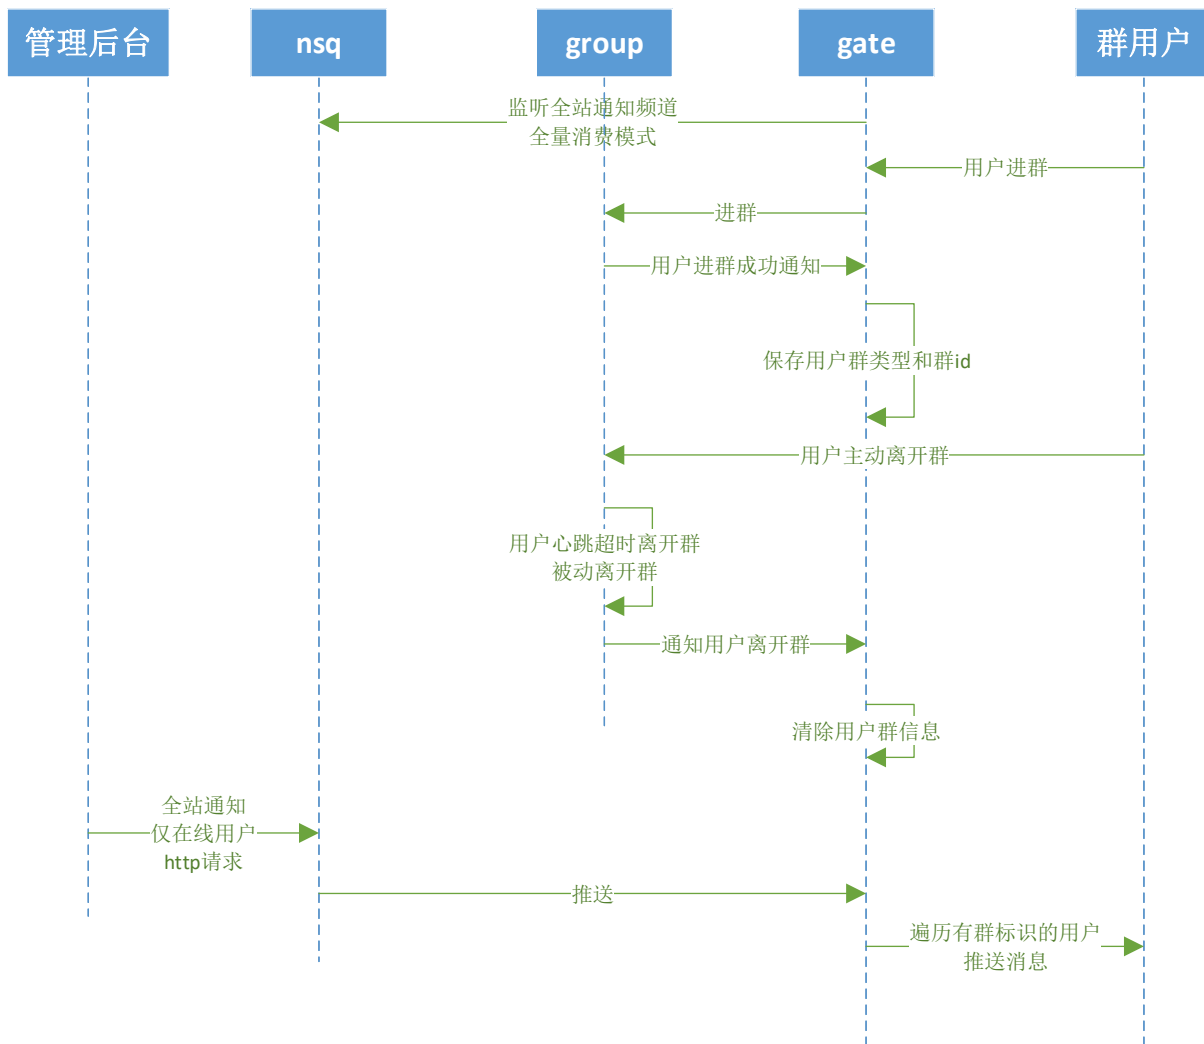 管理后台
nsq
group
gate
群用户
监听全站通知频道
全量消费模式
用户进群
进群
用户进群成功通知
保存用户群类型和群id
用户主动离开群
用户心跳超时离开群
被动离开群
通知用户离开群
清除用户群信息
全站通知
仅在线用户
http请求
推送
遍历有群标识的用户
推送消息